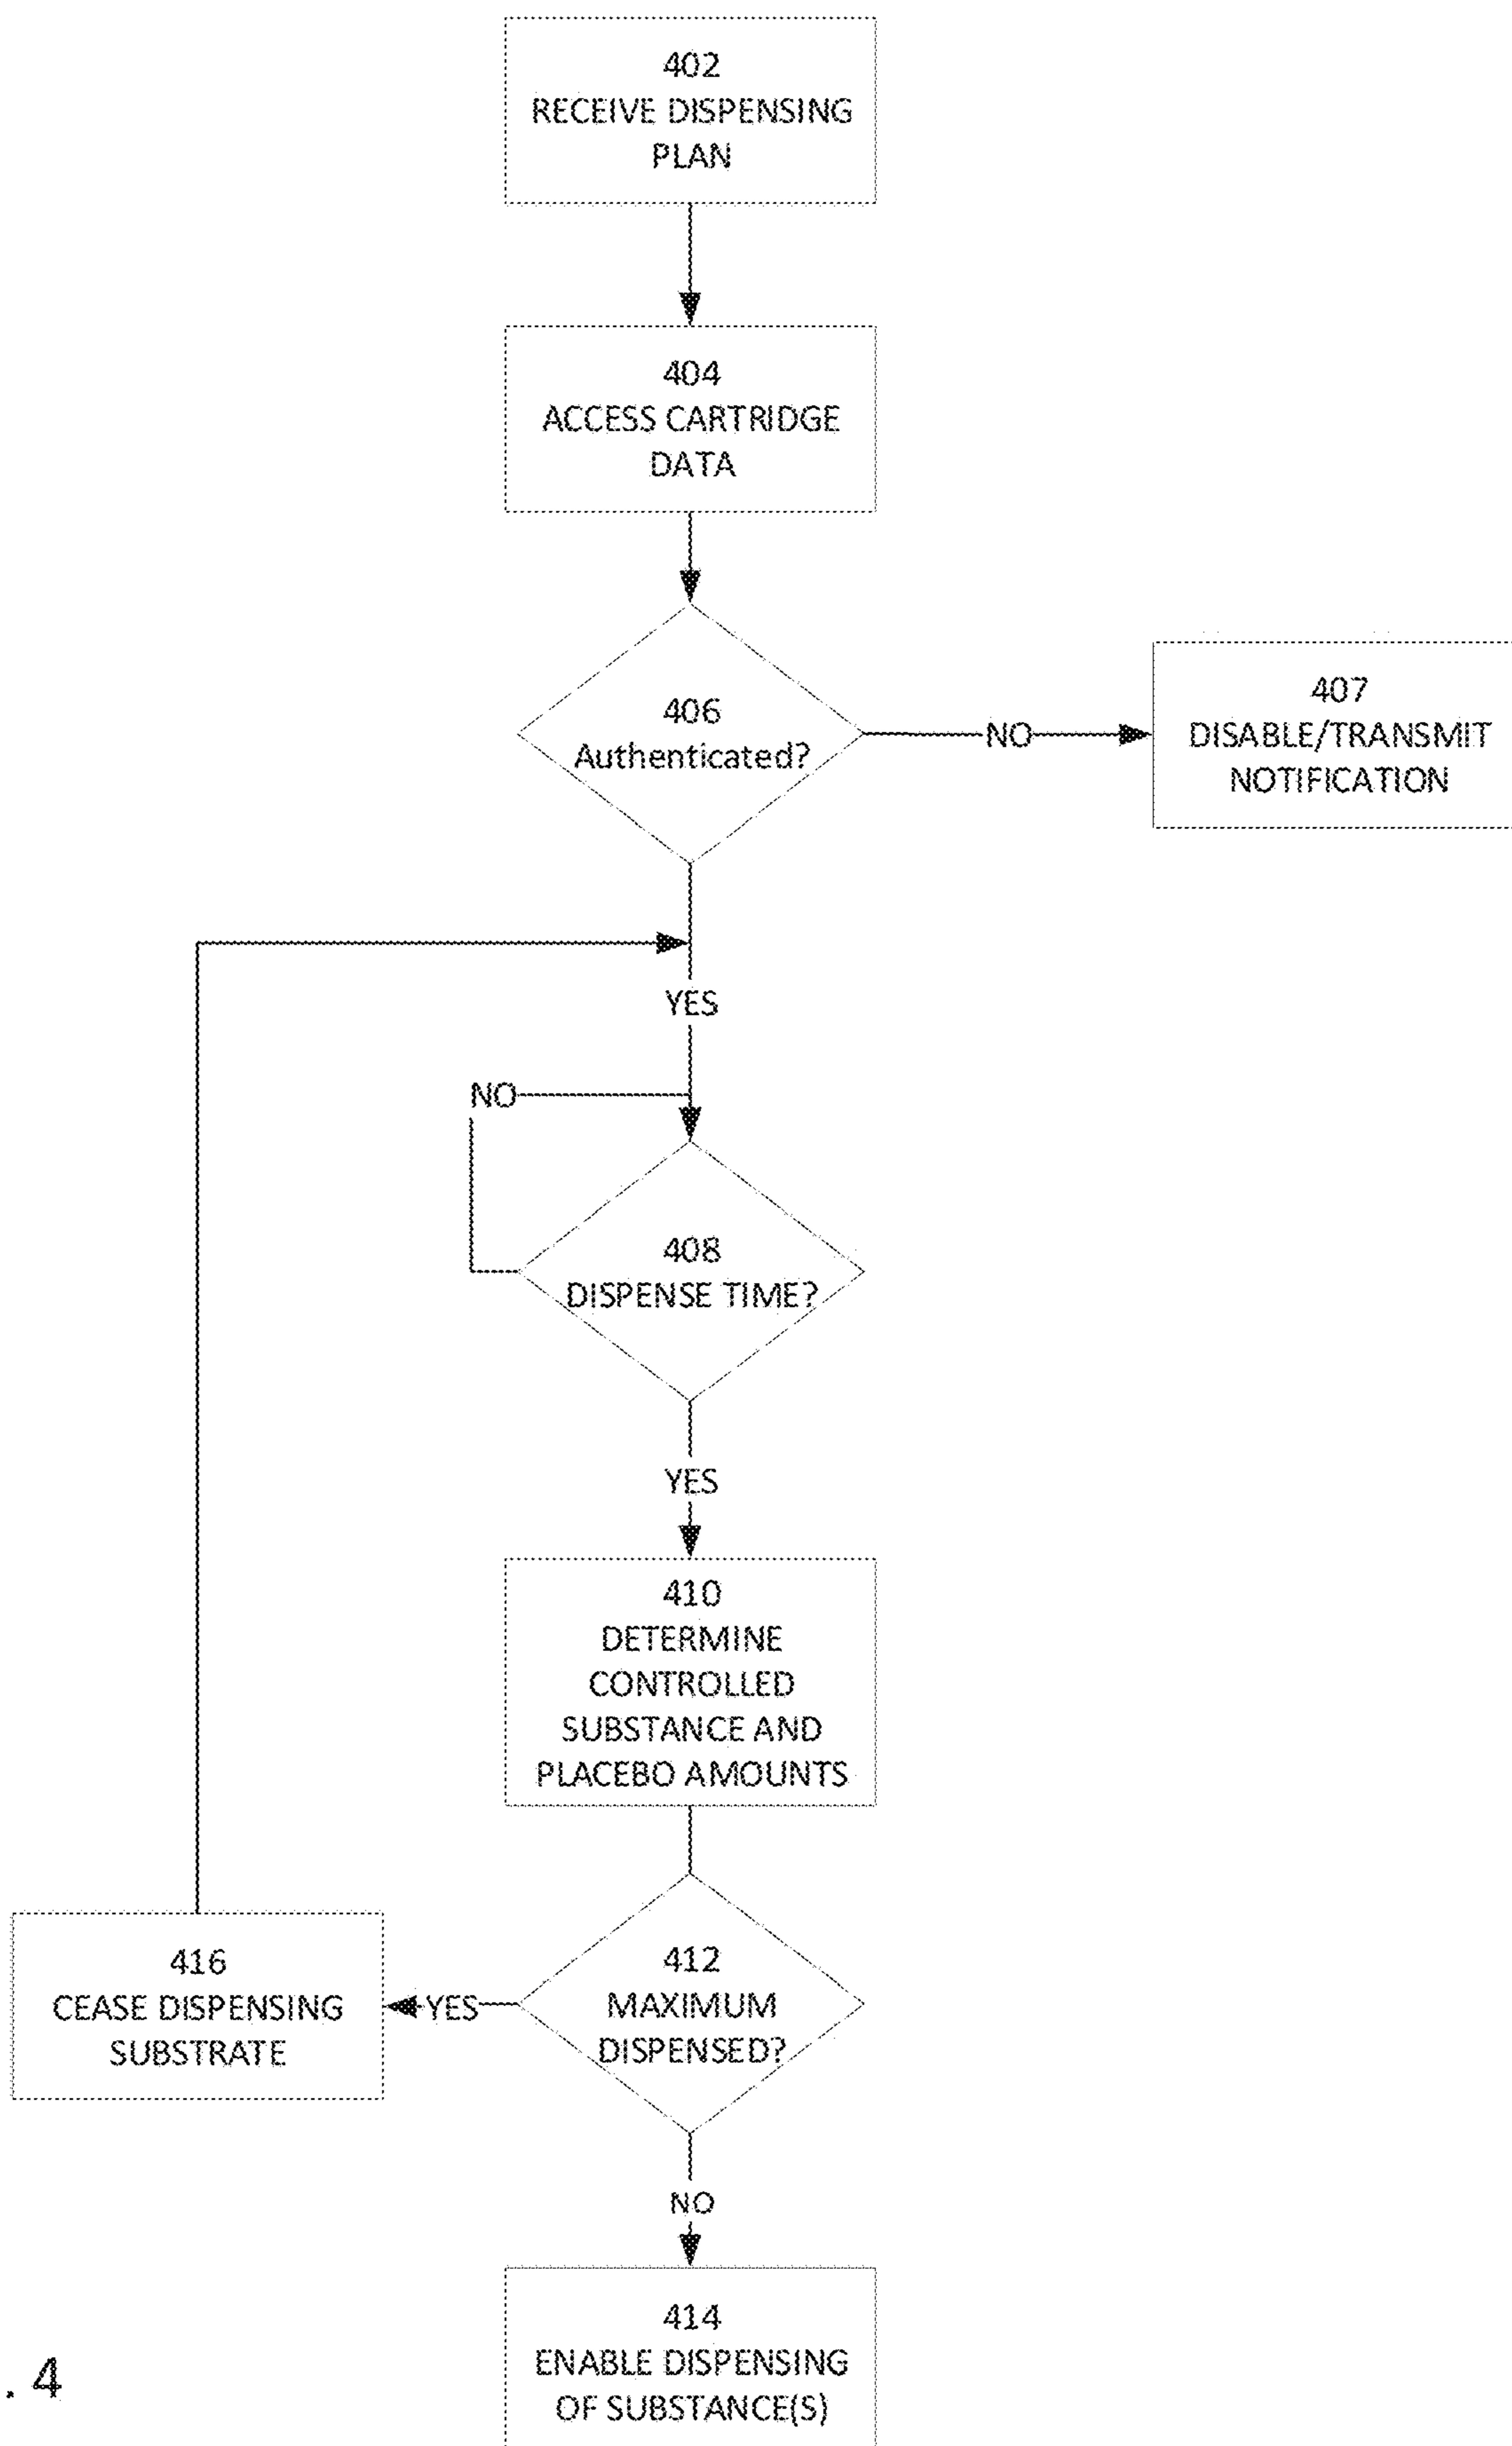 402
RECEIVE DISPENSING
PLAN
404
ACCESS CARTRIDGE
DATA
406
Authenticated?
NO
407
DISABLE/TRANSMIT
NOTIFICATION
YES
NO
408
DISPENSE TIME?
YES
410
DETERMINE
CONTROLLED
SUBSTANCE AND
PLACEBO AMOUNTS
412
MAXIMUM
DISPENSED?
YES
416
CEASE DISPENSING
SUBSTRATE
NO
414
ENABLE DISPENSING
OF SUBSTANCE(S)
. 4